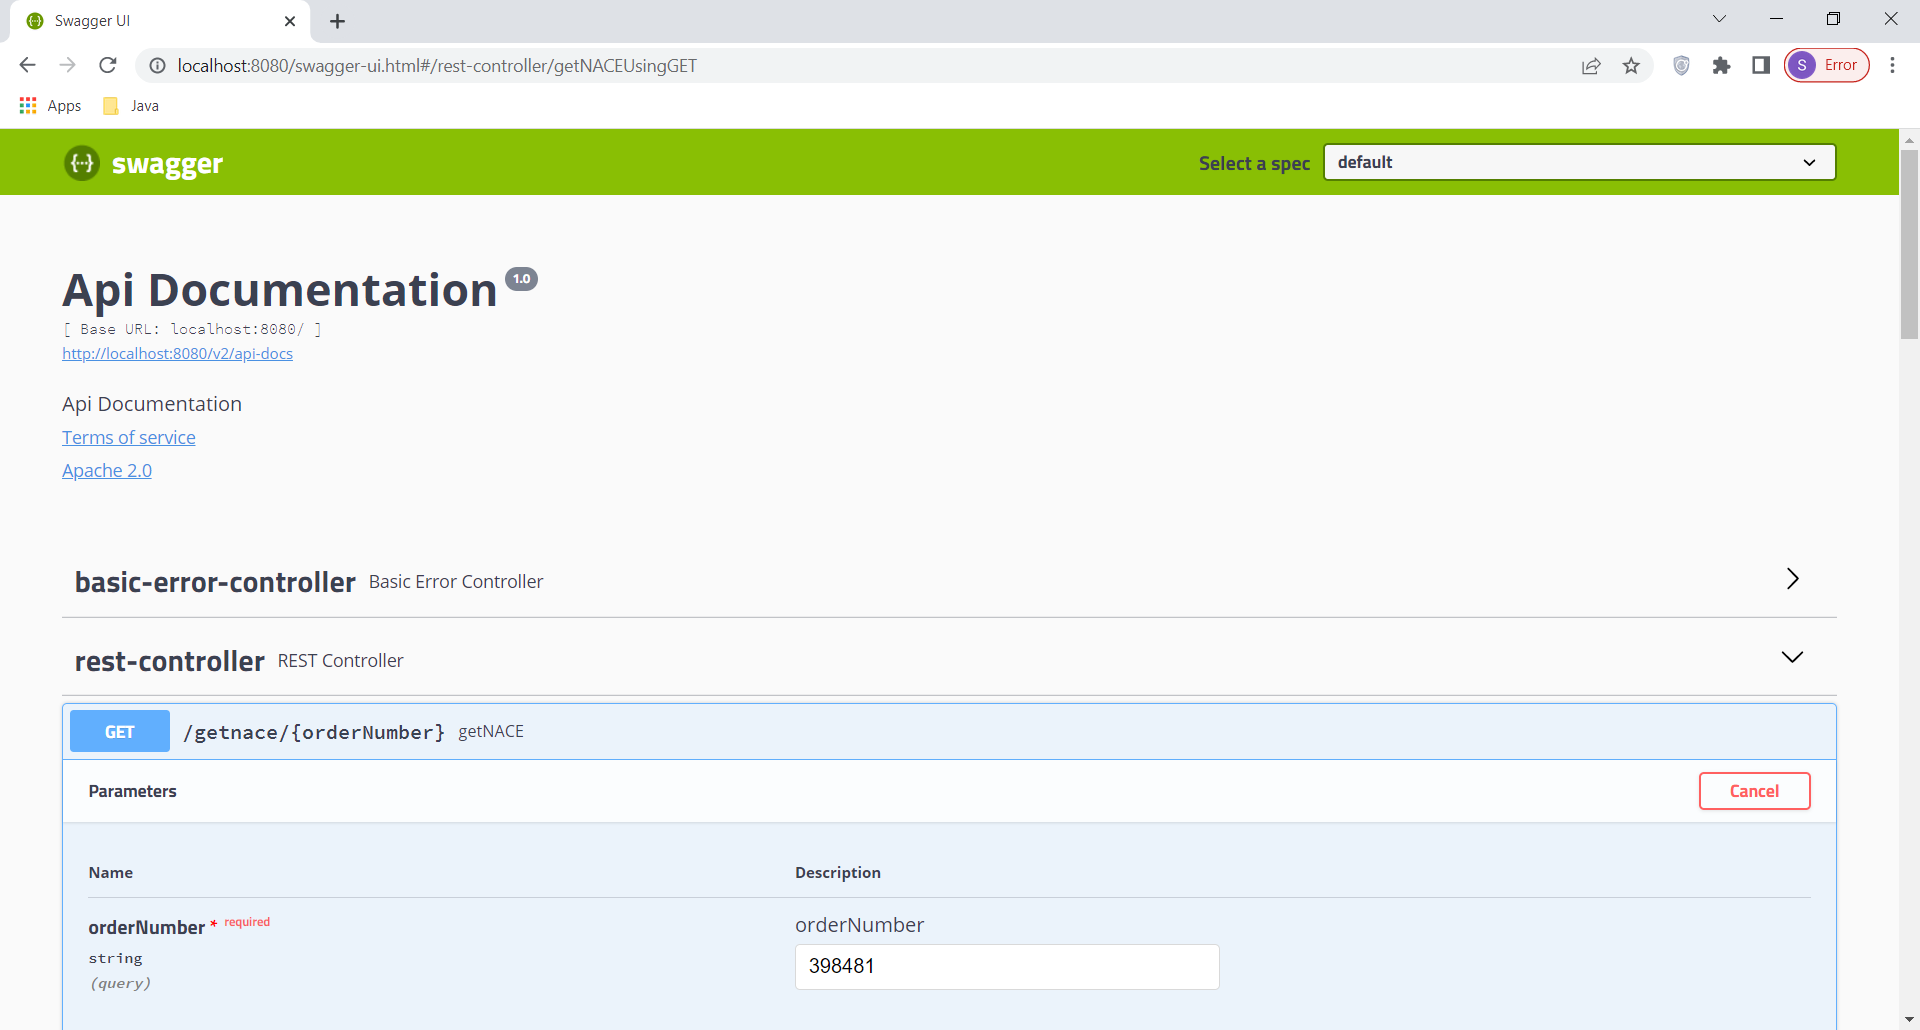 Swagger UI
localhost:8080/swagger-ui.html#/rest-controller/getNACEUsingGET
S Error
Apps Java
{···} swagger Select a spec default
Api Documentation 1.0
[ Base URL: localhost:8080/ ]
http://localhost:8080/v2/api-docs
Api Documentation
Terms of service
Apache 2.0
basic-error-controller Basic Error Controller
rest-controller REST Controller
GET /getnace/{orderNumber} getNACE
Parameters Cancel
Name Description
orderNumber * required orderNumber
string 398481
(query)